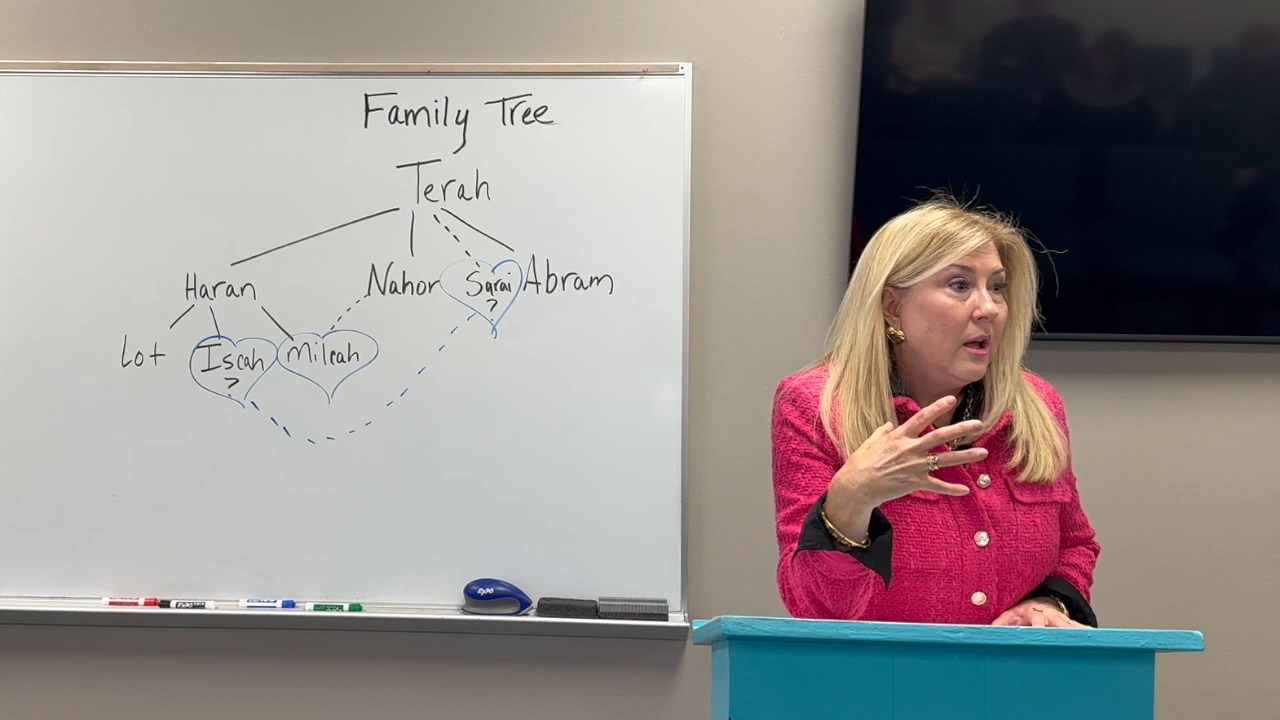 Family Tree
Terah
Haran Nahor Sarai ? Abram
Lot Iscah ? Milcah
EXPO